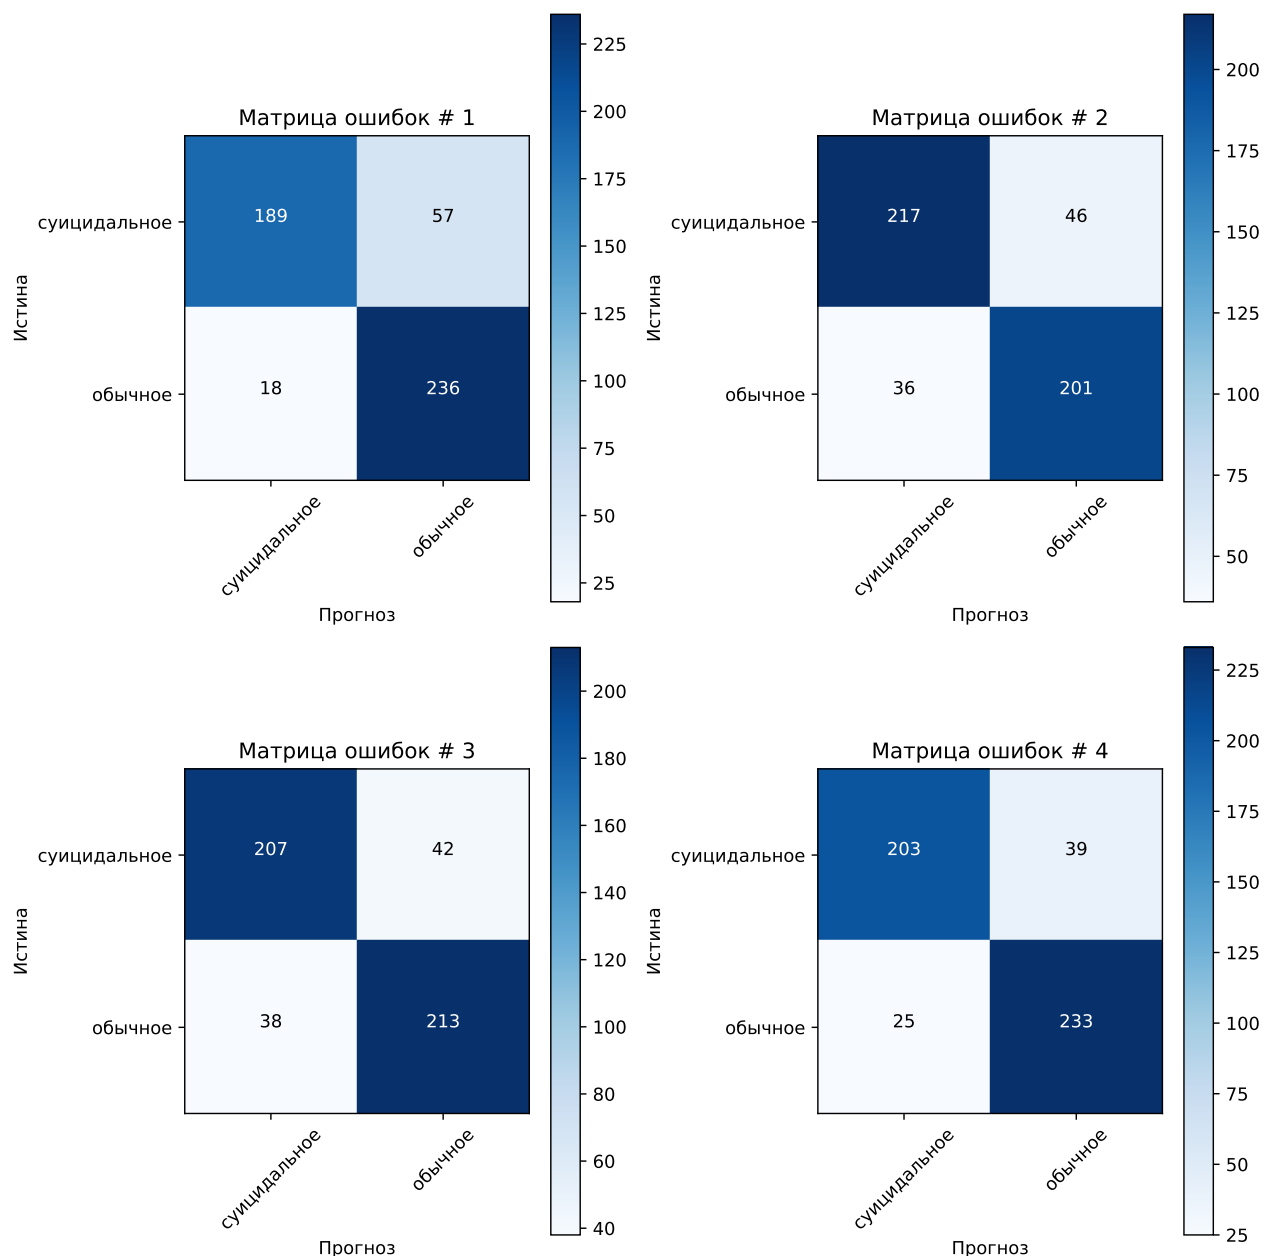 Матрица ошибок # 1
суицидальное
обычное
Истина
189
57
18
236
суицидальное
обычное
Прогноз
225
200
175
150
125
100
75
50
25
Матрица ошибок # 2
суицидальное
обычное
Истина
217
46
36
201
суицидальное
обычное
Прогноз
200
175
150
125
100
75
50
Матрица ошибок # 3
суицидальное
обычное
Истина
207
42
38
213
суицидальное
обычное
Прогноз
200
180
160
140
120
100
80
60
40
Матрица ошибок # 4
суицидальное
обычное
Истина
203
39
25
233
суицидальное
обычное
Прогноз
225
200
175
150
125
100
75
50
25